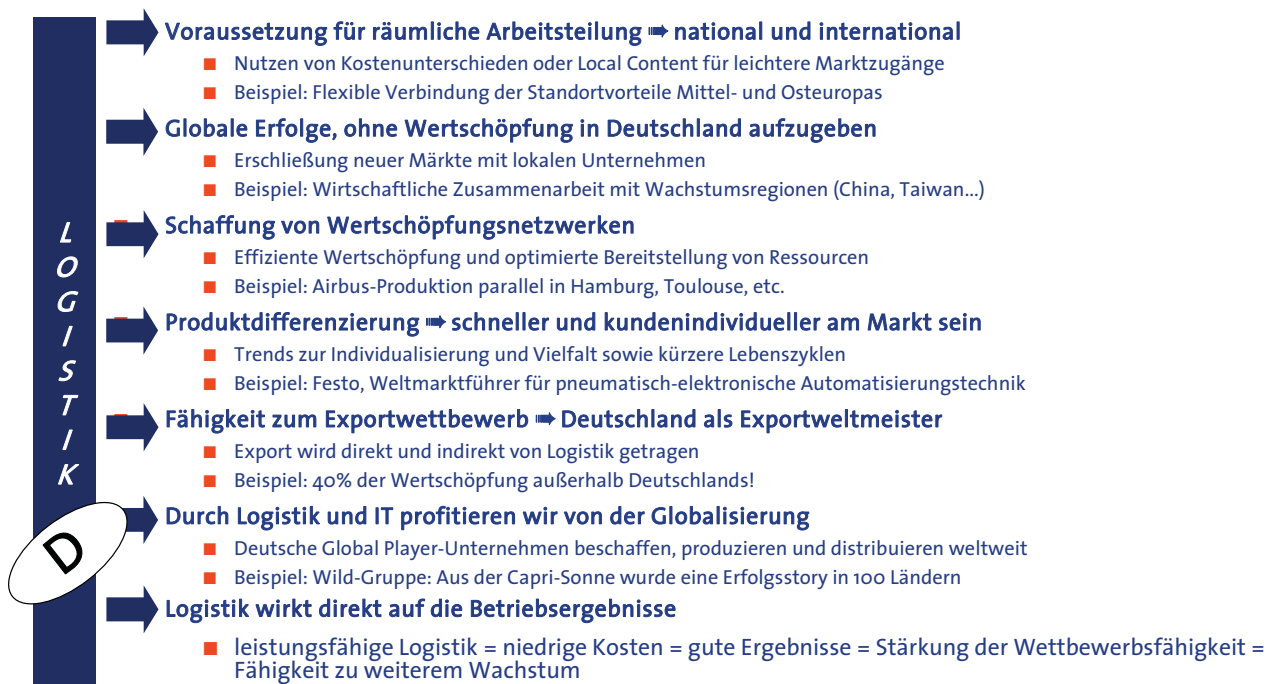 Voraussetzung für räumliche Arbeitsteilung ➠ national und international
Nutzen von Kostenunterschieden oder Local Content für leichtere Marktzugänge
Beispiel: Flexible Verbindung der Standortvorteile Mittel- und Osteuropas
Globale Erfolge, ohne Wertschöpfung in Deutschland aufzugeben
Erschließung neuer Märkte mit lokalen Unternehmen
Beispiel: Wirtschaftliche Zusammenarbeit mit Wachstumsregionen (China, Taiwan...)
Schaffung von Wertschöpfungsnetzwerken
Effiziente Wertschöpfung und optimierte Bereitstellung von Ressourcen
Beispiel: Airbus-Produktion parallel in Hamburg, Toulouse, etc.
Produktdifferenzierung ➠ schneller und kundenindividueller am Markt sein
Trends zur Individualisierung und Vielfalt sowie kürzere Lebenszyklen
Beispiel: Festo, Weltmarktführer für pneumatisch-elektronische Automatisierungstechnik
Fähigkeit zum Exportwettbewerb ➠ Deutschland als Exportweltmeister
Export wird direkt und indirekt von Logistik getragen
Beispiel: 40% der Wertschöpfung außerhalb Deutschlands!
Durch Logistik und IT profitieren wir von der Globalisierung
Deutsche Global Player-Unternehmen beschaffen, produzieren und distribuieren weltweit
Beispiel: Wild-Gruppe: Aus der Capri-Sonne wurde eine Erfolgsstory in 100 Ländern
Logistik wirkt direkt auf die Betriebsergebnisse
leistungsfähige Logistik = niedrige Kosten = gute Ergebnisse = Stärkung der Wettbewerbsfähigkeit =
Fähigkeit zu weiterem Wachstum
LOGISTIK
D